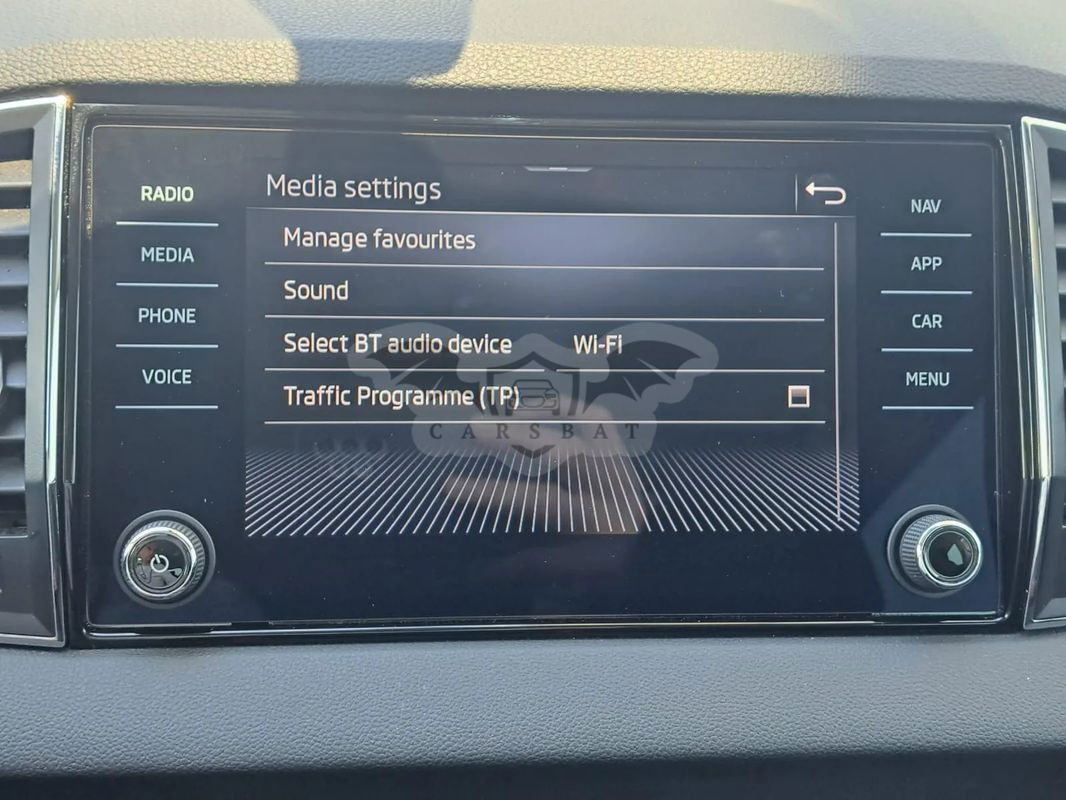 RADIO
MEDIA
PHONE
VOICE
Media settings
Manage favourites
Sound
Select BT audio device Wi-Fi
Traffic Programme (TP)
CARSBAT
NAV
APP
CAR
MENU